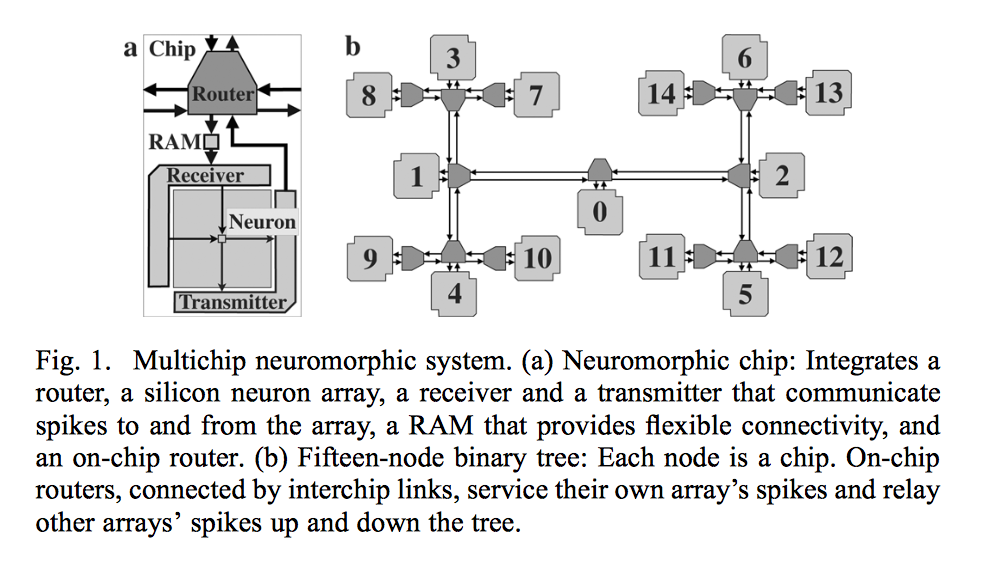 a Chip
Router
RAM
Receiver
Neuron
Transmitter
b
3
6
8
7
14
13
1
0
2
9
10
11
12
4
5
Fig. 1. Multichip neuromorphic system. (a) Neuromorphic chip: Integrates a
router, a silicon neuron array, a receiver and a transmitter that communicate
spikes to and from the array, a RAM that provides flexible connectivity, and
an on-chip router. (b) Fifteen-node binary tree: Each node is a chip. On-chip
routers, connected by interchip links, service their own array's spikes and relay
other arrays' spikes up and down the tree.